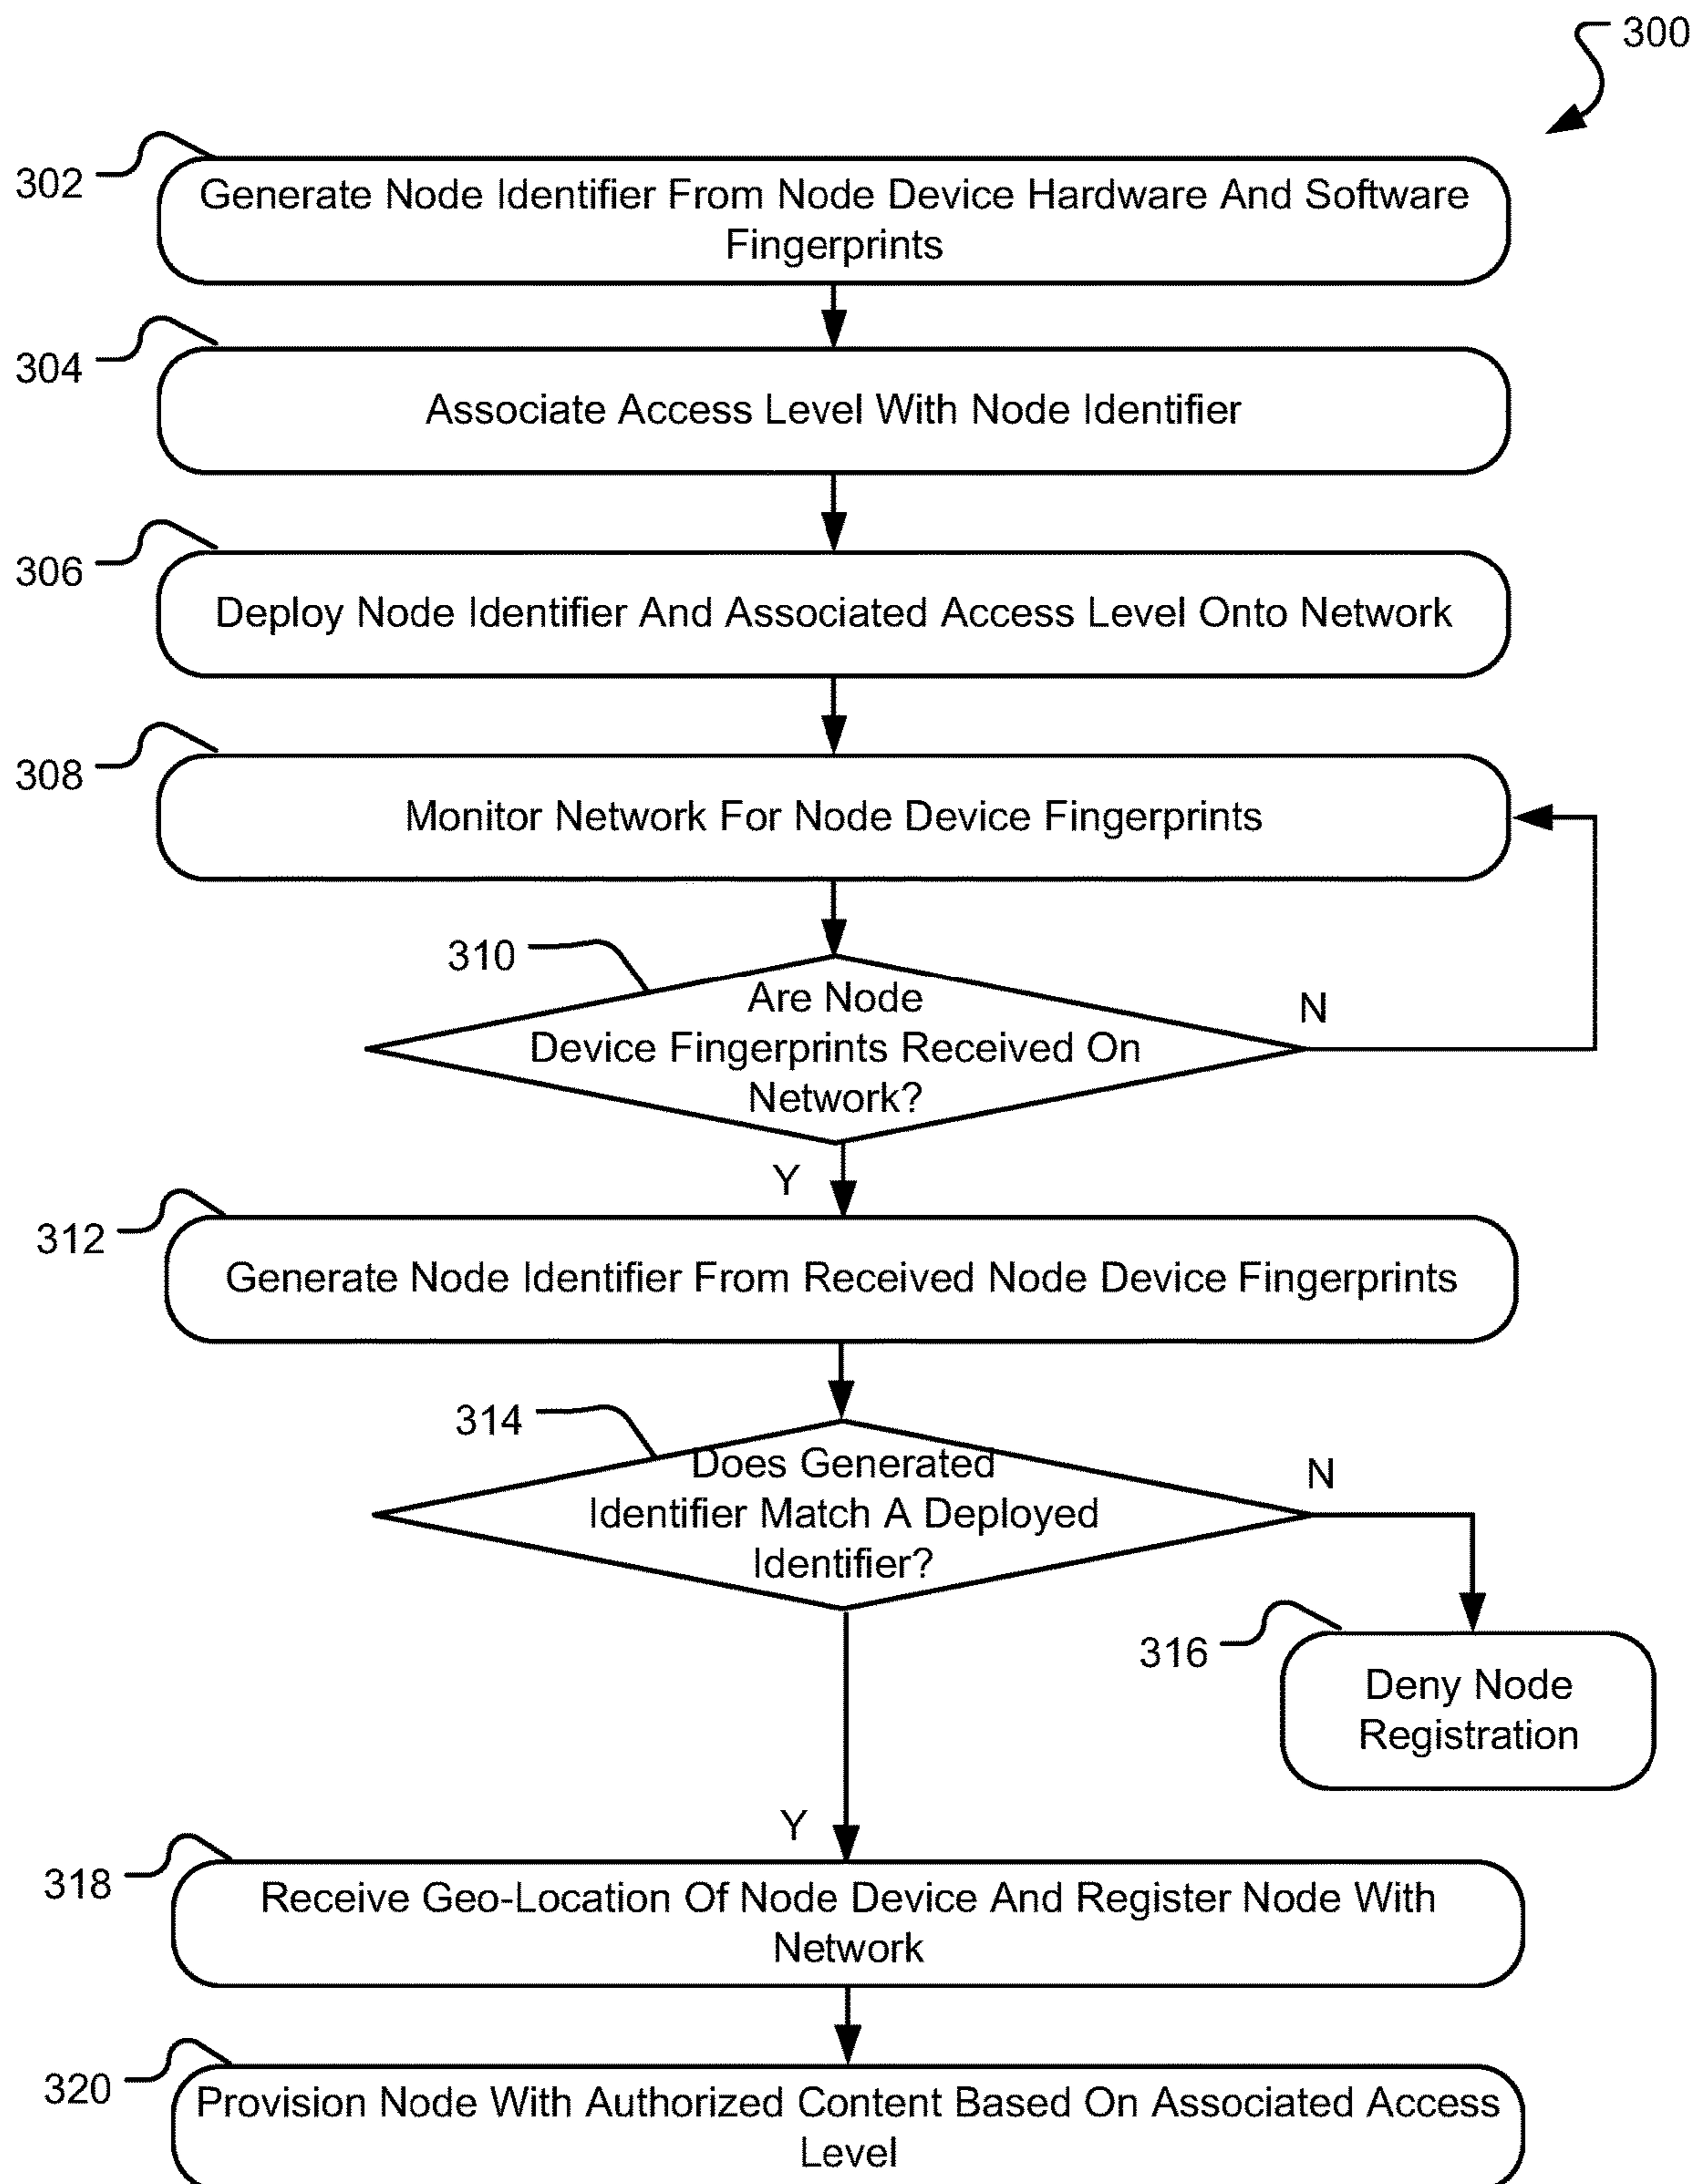 300
302
Generate Node Identifier From Node Device Hardware And Software
Fingerprints
304
Associate Access Level With Node Identifier
306
Deploy Node Identifier And Associated Access Level Onto Network
308
Monitor Network For Node Device Fingerprints
310
Are Node
Device Fingerprints Received On
Network?
N
Y
312
Generate Node Identifier From Received Node Device Fingerprints
314
Does Generated
Identifier Match A Deployed
Identifier?
N
316
Deny Node
Registration
Y
318
Receive Geo-Location Of Node Device And Register Node With
Network
320
Provision Node With Authorized Content Based On Associated Access
Level